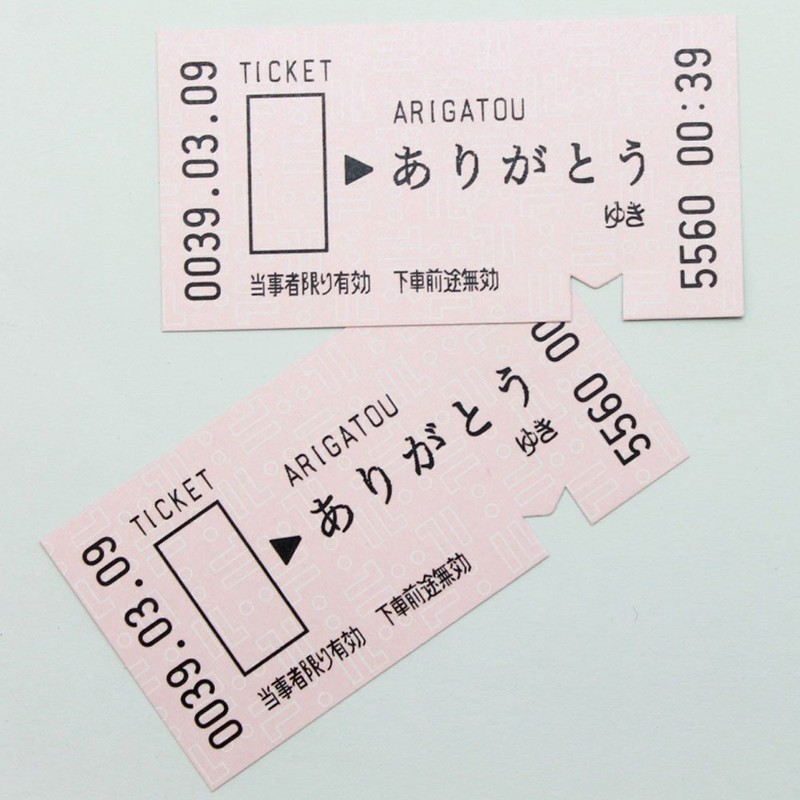 0039.03.09
TICKET
ARIGATOU
▶ありがとう
ゆき
当事者限り有効 下車前途無効
5560 00:39
0039.03.09
TICKET
ARIGATOU
▶ありがとう
ゆき
当事者限り有効 下車前途無効
5560 00